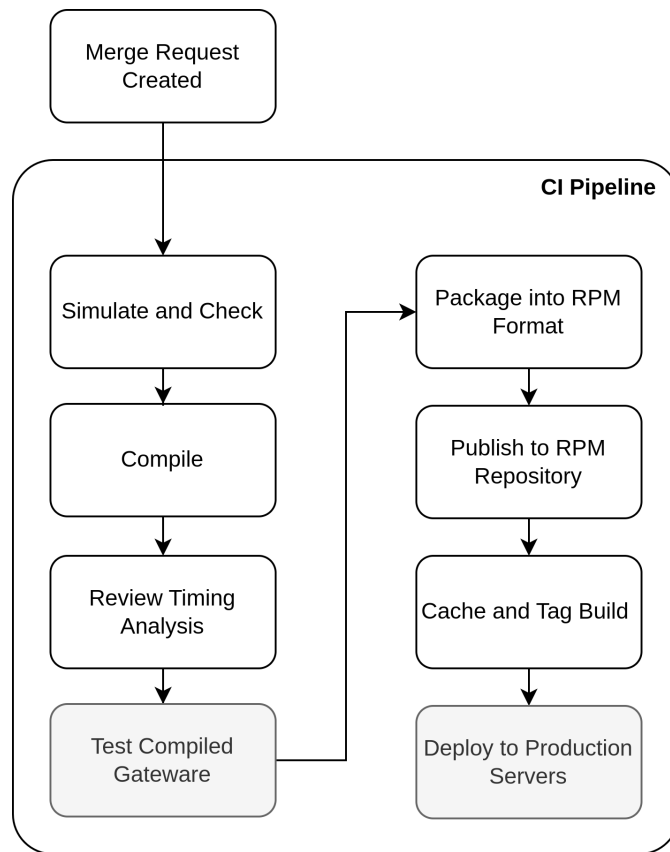 Merge Request
Created
CI Pipeline
Simulate and Check
Compile
Review Timing
Analysis
Test Compiled
Gateware
Package into RPM
Format
Publish to RPM
Repository
Cache and Tag Build
Deploy to Production
Servers